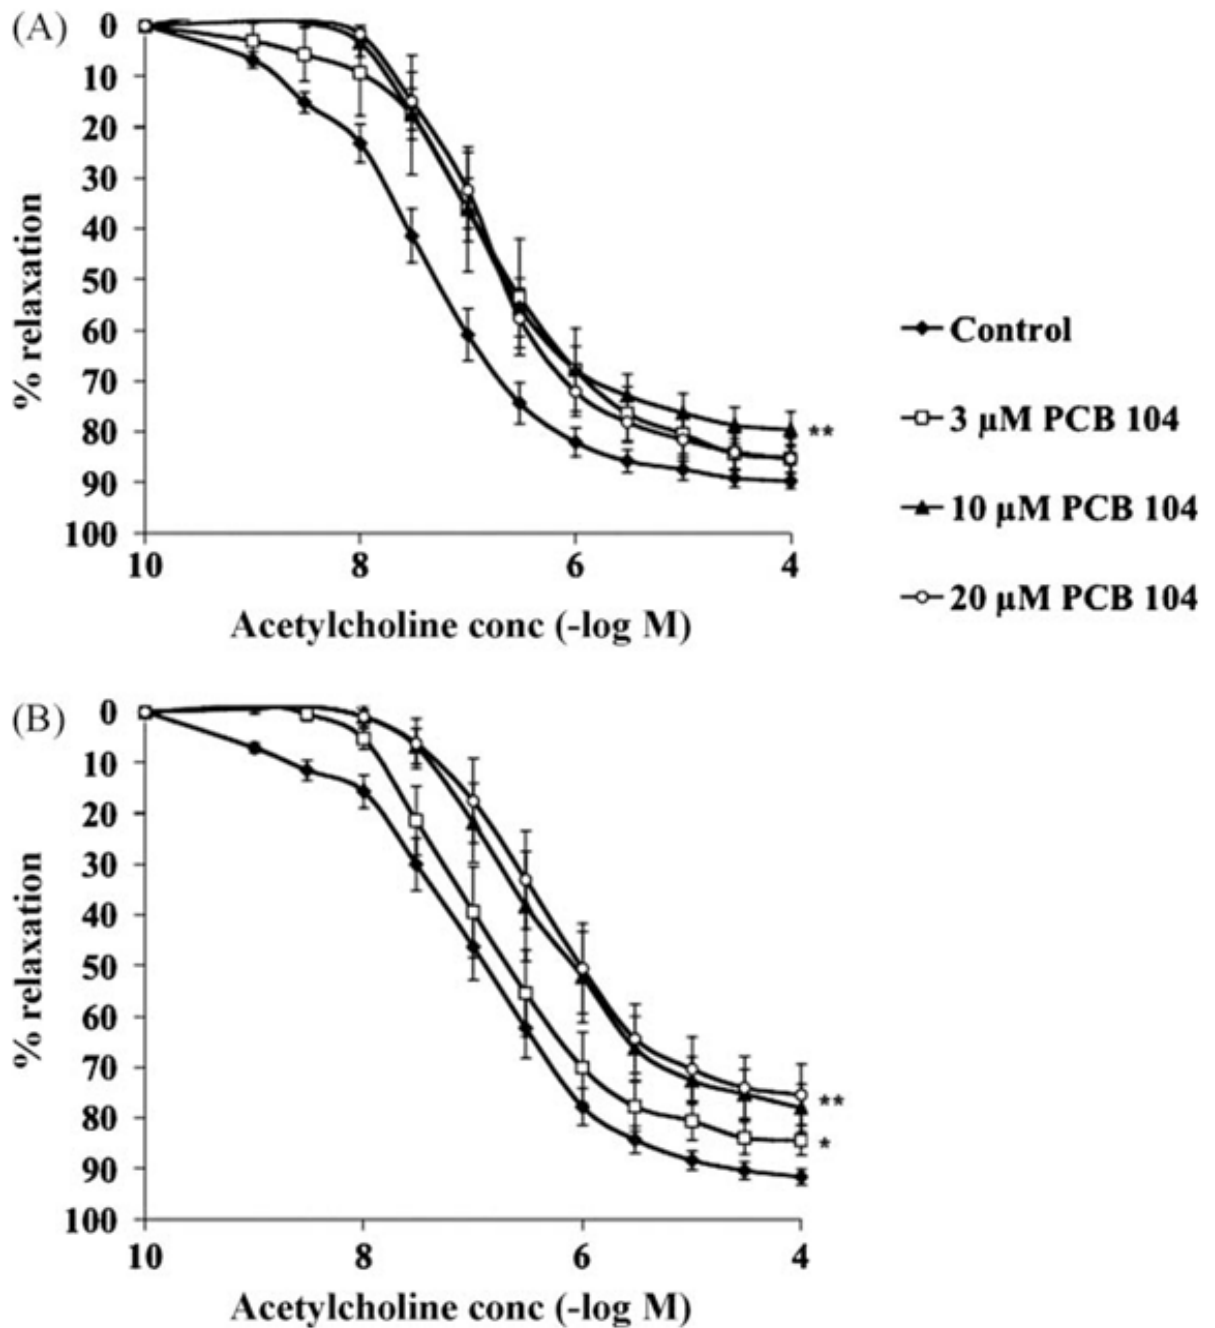 (A)
0
10
20
30
40
50
60
70
80
90
100
% relaxation
10 8 6 4
Acetylcholine conc (-log M)
**
Control
3 µM PCB 104
10 µM PCB 104
20 µM PCB 104
(B)
0
10
20
30
40
50
60
70
80
90
100
% relaxation
10 8 6 4
Acetylcholine conc (-log M)
**
*